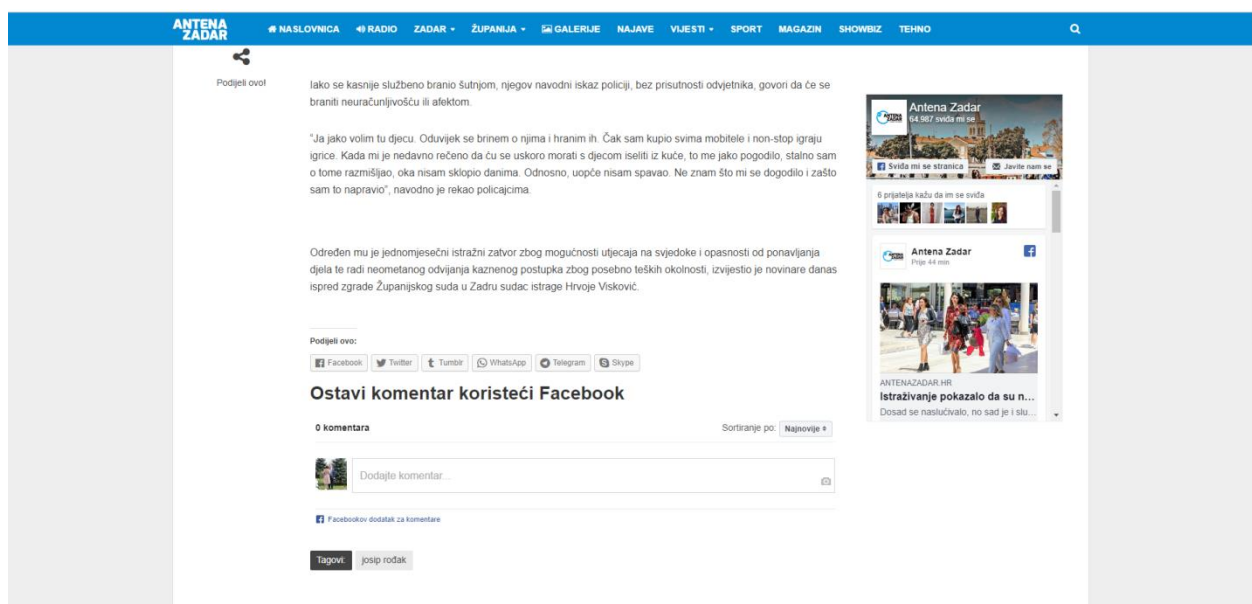 ANTENA
ZADAR
NASLOVNICA RADIO ZADAR ŽUPANIJA GALERIJE NAJAVE VIJESTI SPORT MAGAZIN SHOWBIZ TEHNO
Podijeli ovo!
Iako se kasnije službeno branio šutnjom, njegov navodni iskaz policiji, bez prisutnosti odvjetnika, govori da će se
braniti neuračunljivošću ili afektom.
"Ja jako volim tu djecu. Oduvijek se brinem o njima i hranim ih. Čak sam kupio svima mobitele i non-stop igraju
igrice. Kada mi je nedavno rečeno da ću se uskoro morati s djecom iseliti iz kuće, to me jako pogodilo, stalno sam
o tome razmišljao, oka nisam sklopio danima. Odnosno, uopće nisam spavao. Ne znam što mi se dogodilo i zašto
sam to napravio", navodno je rekao policajcima.
Određen mu je jednomjesečni istražni zatvor zbog mogućnosti utjecaja na svjedoke i opasnosti od ponavljanja
djela te radi neometanog odvijanja kaznenog postupka zbog posebno teških okolnosti, izvijestio je novinare danas
ispred zgrade Županijskog suda u Zadru sudac istrage Hrvoje Visković.
Podijeli ovo:
Facebook Twitter Tumblr WhatsApp Telegram Skype
Ostavi komentar koristeći Facebook
0 komentara Sortiranje po: Najnovije
Dodajte komentar...
Facebookov dodatak za komentare
Tagovi: josip rođak
Antena Zadar
64.987 sviđa mi se
Sviđa mi se stranica Javite nam se
6 prijatelja kažu da im se sviđa
Antena Zadar
Prije 44 min
ANTENAZADAR.HR
Istraživanje pokazalo da su n...
Dosad se naslućivalo, no sad je i slu...